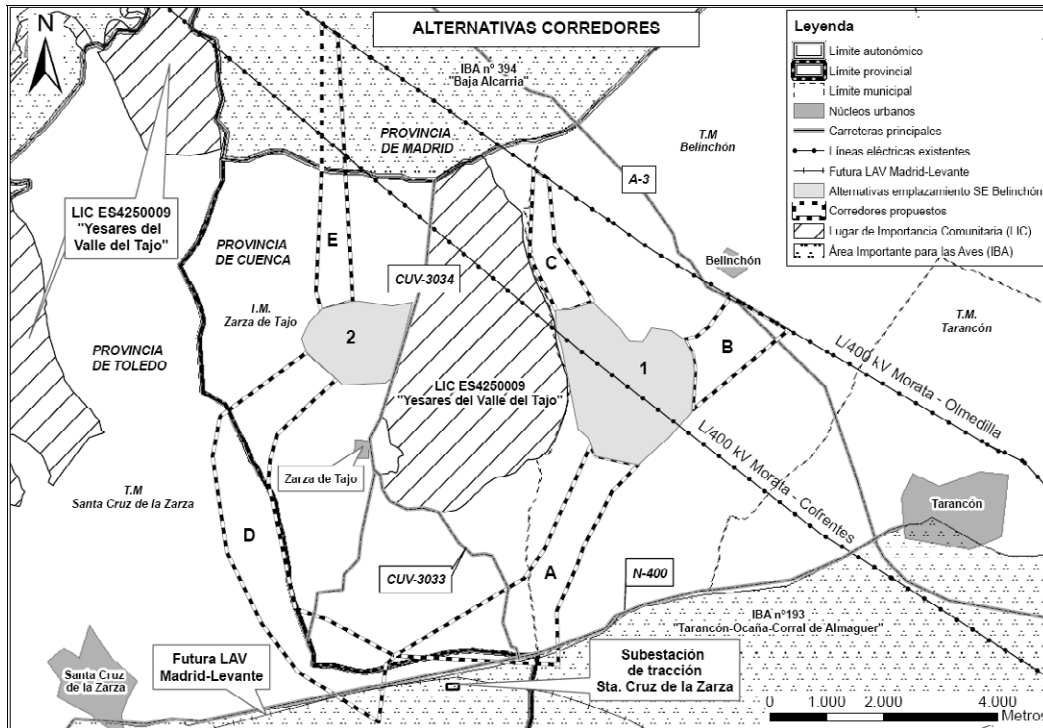 N
ALTERNATIVAS CORREDORES
IBA nº 394
"Baja Alcarria"
PROVINCIA
DE MADRID
T.M
Belinchón
A-3
Leyenda
Límite autonómico
Límite provincial
Límite municipal
Núcleos urbanos
Carreteras principales
Líneas eléctricas existentes
Futura LAV Madrid-Levante
Alternativas emplazamiento SE Belinchón
Corredores propuestos
Lugar de Importancia Comunitaria (LIC)
Área Importante para las Aves (IBA)
LIC ES4250009
"Yesares del
Valle del Tajo"
PROVINCIA
DE CUENCA
E
CUV-3034
C
Belinchón
I.M.
Zarza de Tajo
T.M.
Tarancón
2
B
1
PROVINCIA
DE TOLEDO
LIC ES4250009
"Yesares del Valle del Tajo"
L/400 kV Morata - Olmedilla
L/400 kV Morata - Cofrentes
Zarza de Tajo
T.M
Santa Cruz de la Zarza
Tarancón
D
A
CUV-3033
N-400
IBA nº193
"Tarancón-Ocaña-Corral de Almaguer"
Santa Cruz
de la Zarza
Futura LAV
Madrid-Levante
Subestación
de tracción
Sta. Cruz de la Zarza
0 1.000 2.000 4.000
Metros